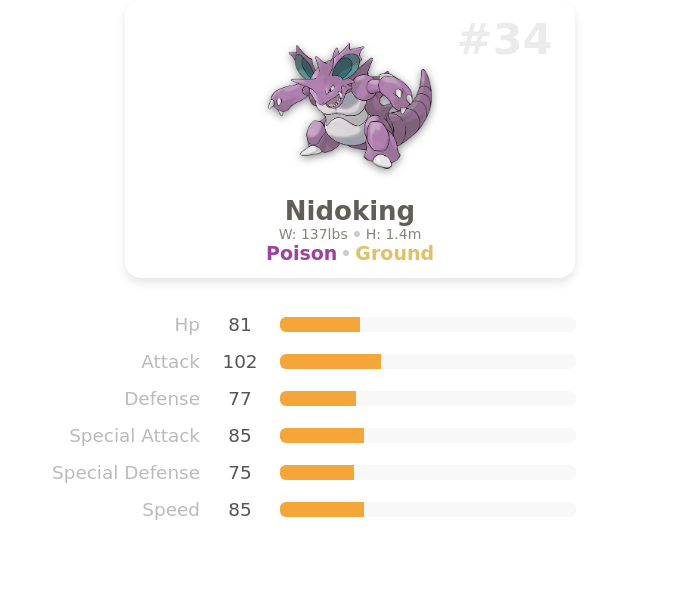 #34
Nidoking
W: 137lbs • H: 1.4m
Poison • Ground
Hp 81
Attack 102
Defense 77
Special Attack 85
Special Defense 75
Speed 85